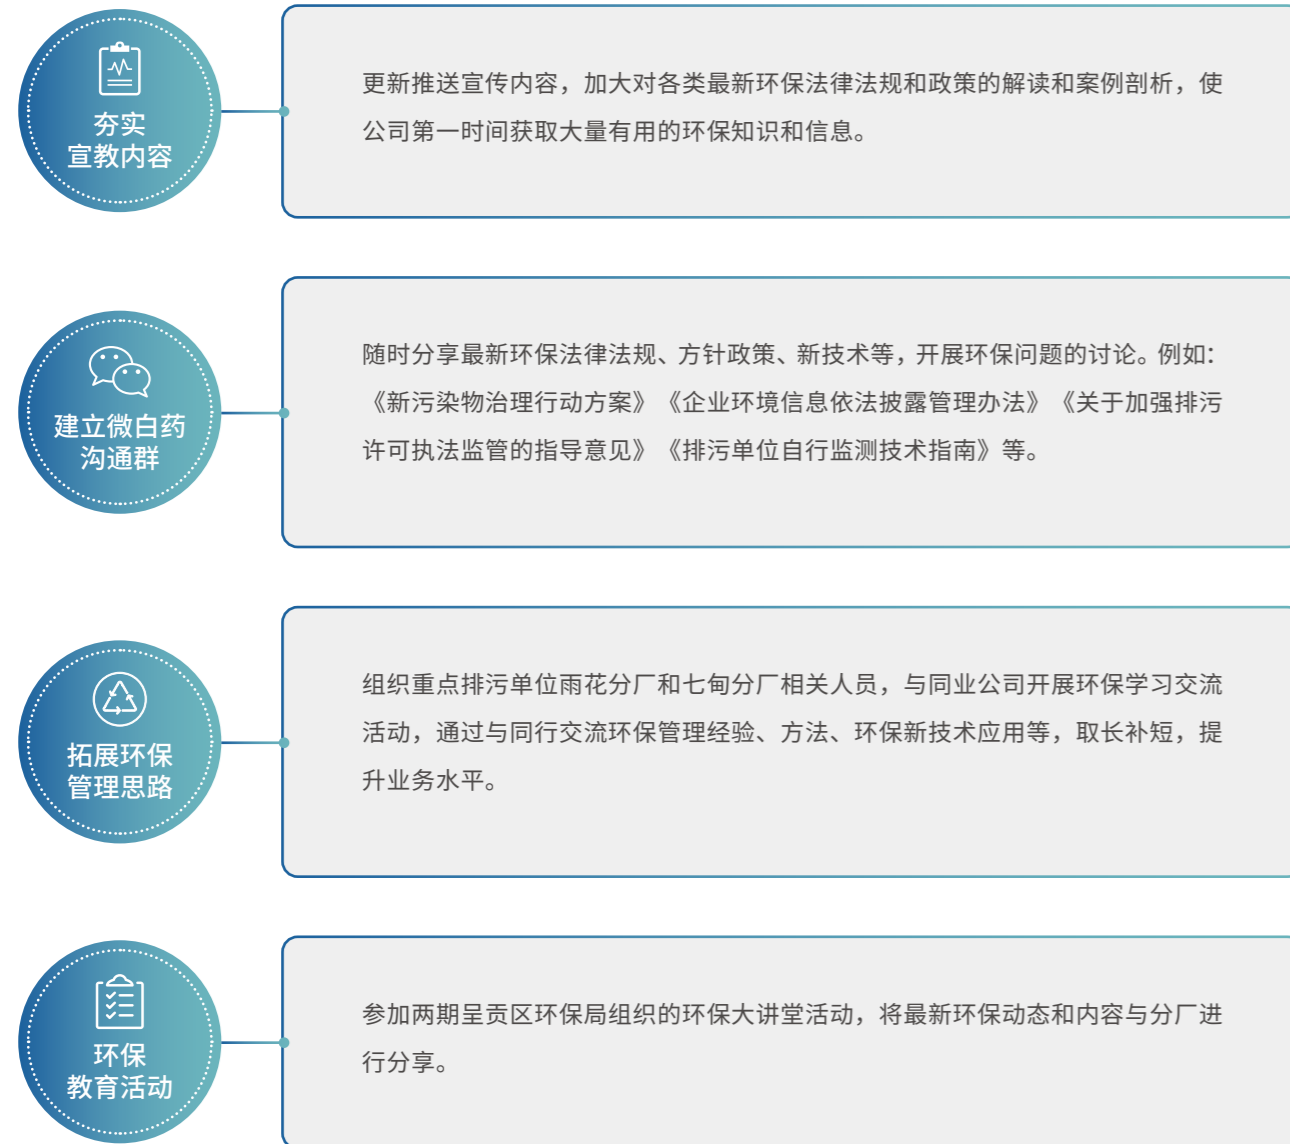 夯实
宣教内容
更新推送宣传内容，加大对各类最新环保法律法规和政策的解读和案例剖析，使
公司第一时间获取大量有用的环保知识和信息。
建立微白药
沟通群
随时分享最新环保法律法规、方针政策、新技术等，开展环保问题的讨论。例如：
《新污染物治理行动方案》《企业环境信息依法披露管理办法》《关于加强排污
许可执法监管的指导意见》《排污单位自行监测技术指南》等。
拓展环保
管理思路
组织重点排污单位雨花分厂和七甸分厂相关人员，与同业公司开展环保学习交流
活动，通过与同行交流环保管理经验、方法、环保新技术应用等，取长补短，提
升业务水平。
环保
教育活动
参加两期呈贡区环保局组织的环保大讲堂活动，将最新环保动态和内容与分厂进
行分享。